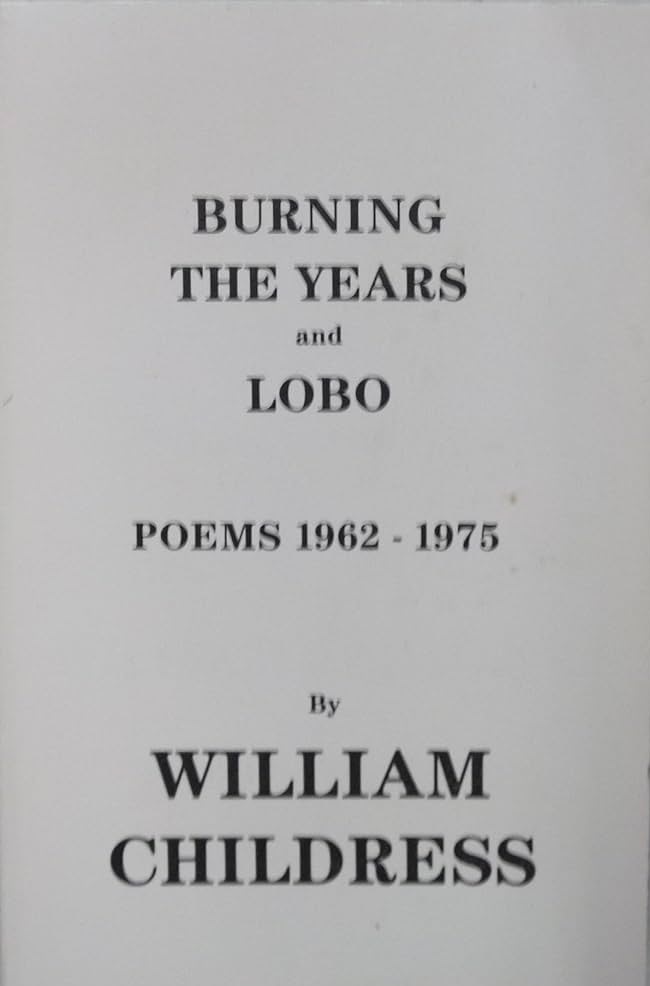 BURNING
THE YEARS
and
LOBO
POEMS 1962 - 1975
By
WILLIAM
CHILDRESS